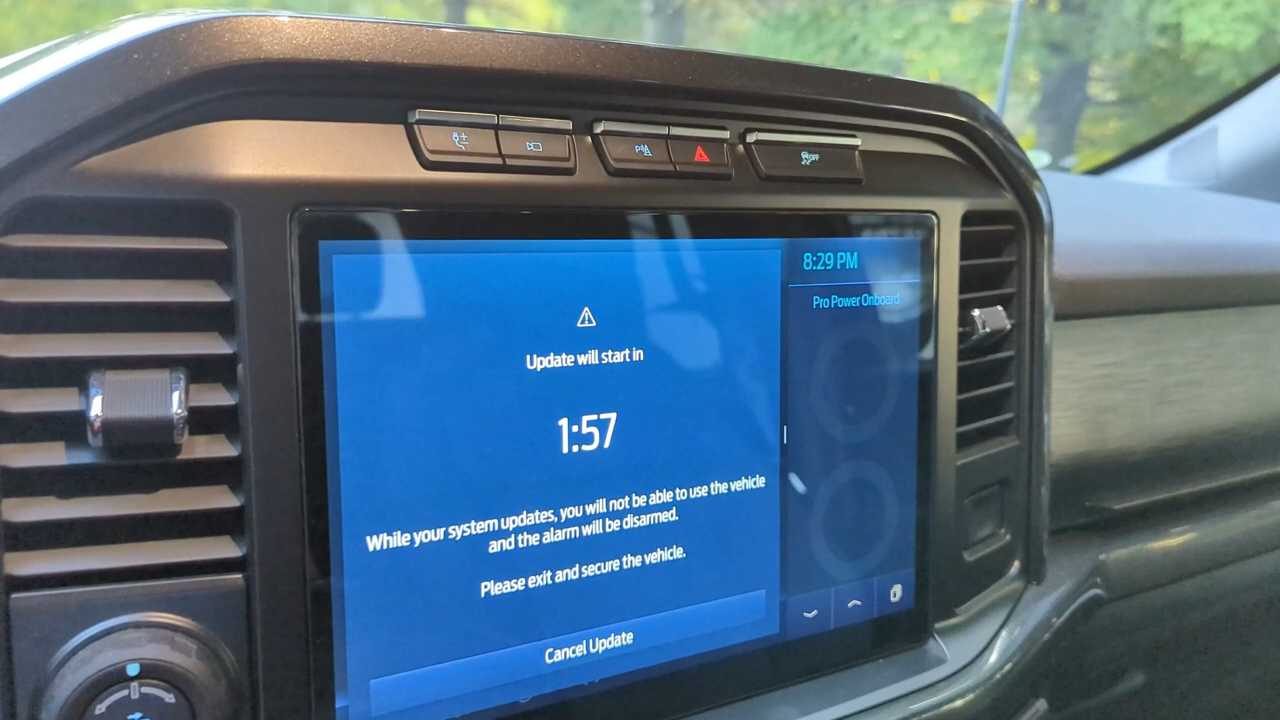 P
OFF
8:29 PM
Pro Power Onboard
Update will start in
1:57
While your system updates, you will not be able to use the vehicle
and the alarm will be disarmed.
Please exit and secure the vehicle.
Cancel Update